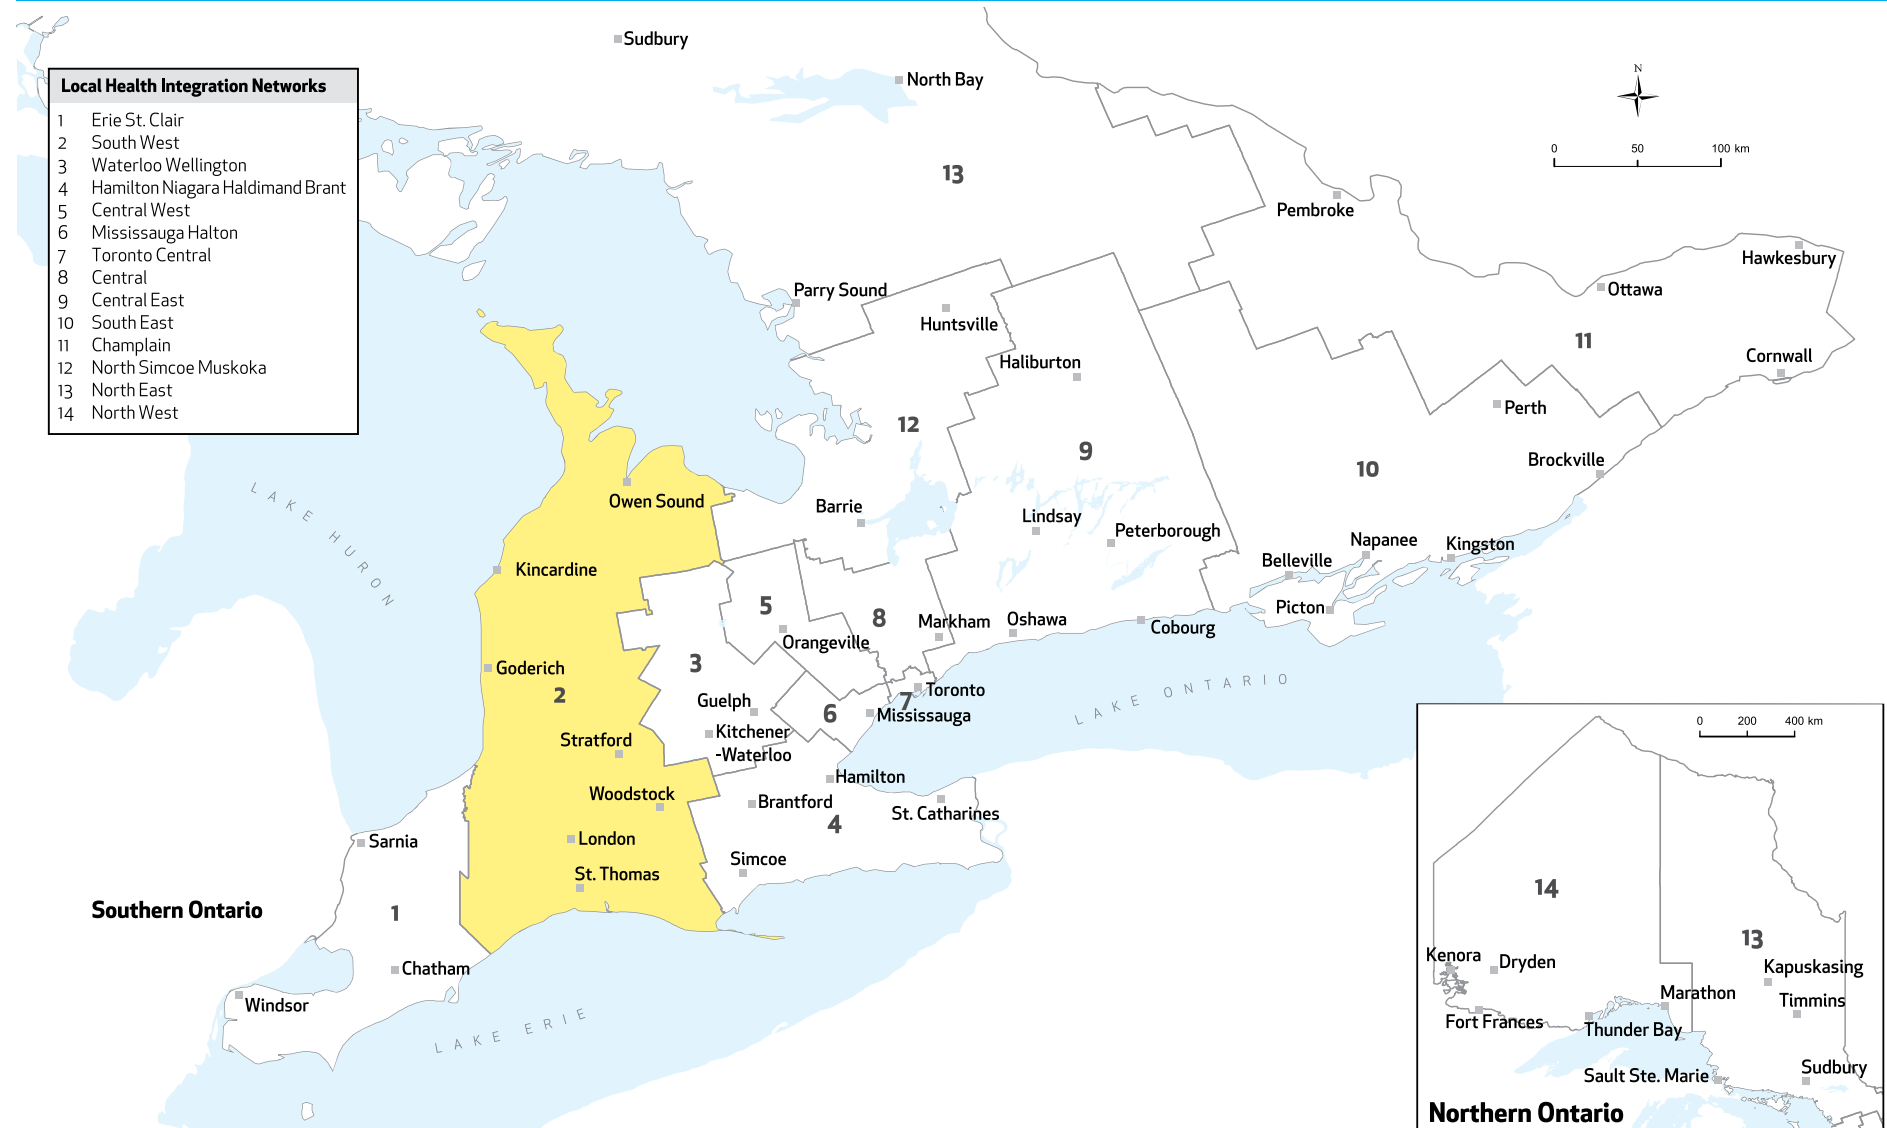 Sudbury
North Bay
Local Health Integration Networks
1 Erie St. Clair
2 South West
3 Waterloo Wellington
4 Hamilton Niagara Haldimand Brant
5 Central West
6 Mississauga Halton
7 Toronto Central
8 Central
9 Central East
10 South East
11 Champlain
12 North Simcoe Muskoka
13 North East
14 North West
N
0 50 100 km
13
Pembroke
Hawkesbury
Ottawa
Parry Sound
Huntsville
11
Cornwall
Haliburton
Perth
12
9
10
Brockville
Owen Sound
Barrie
Lindsay
Peterborough
Napanee
Kingston
Belleville
LAKE HURON
Kincardine
5
8
Picton
Markham
Oshawa
Cobourg
Orangeville
Goderich
2
3
Guelph
6
7
Toronto
Mississauga
LAKE ONTARIO
Stratford
Kitchener
-Waterloo
Hamilton
Woodstock
Brantford
4
St. Catharines
Sarnia
London
Simcoe
St. Thomas
Southern Ontario
1
Chatham
Windsor
LAKE ERIE
0 200 400 km
14
13
Kenora
Dryden
Kapuskasing
Marathon
Timmins
Fort Frances
Thunder Bay
Sault Ste. Marie
Sudbury
Northern Ontario